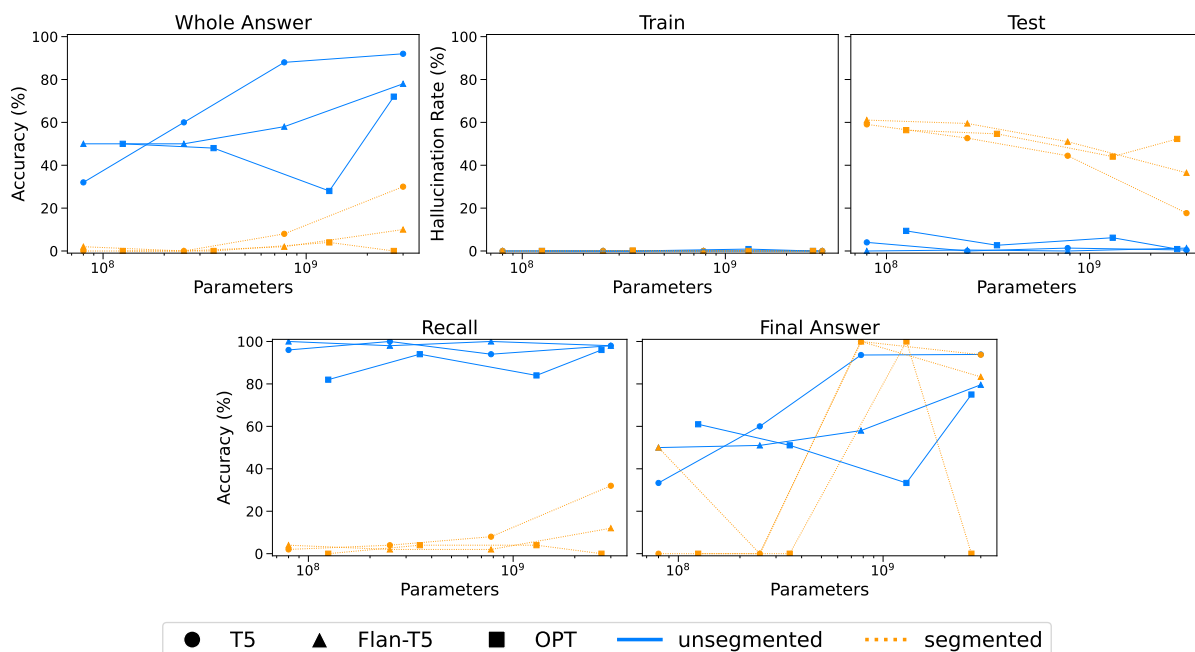 Whole Answer
Train
Test
Accuracy (%)
100
80
60
40
20
0
10^8
10^9
Parameters
Hallucination Rate (%)
100
80
60
40
20
0
10^8
10^9
Parameters
10^8
10^9
Parameters
Recall
Final Answer
Accuracy (%)
100
80
60
40
20
0
10^8
10^9
Parameters
10^8
10^9
Parameters
T5
Flan-T5
OPT
unsegmented
segmented